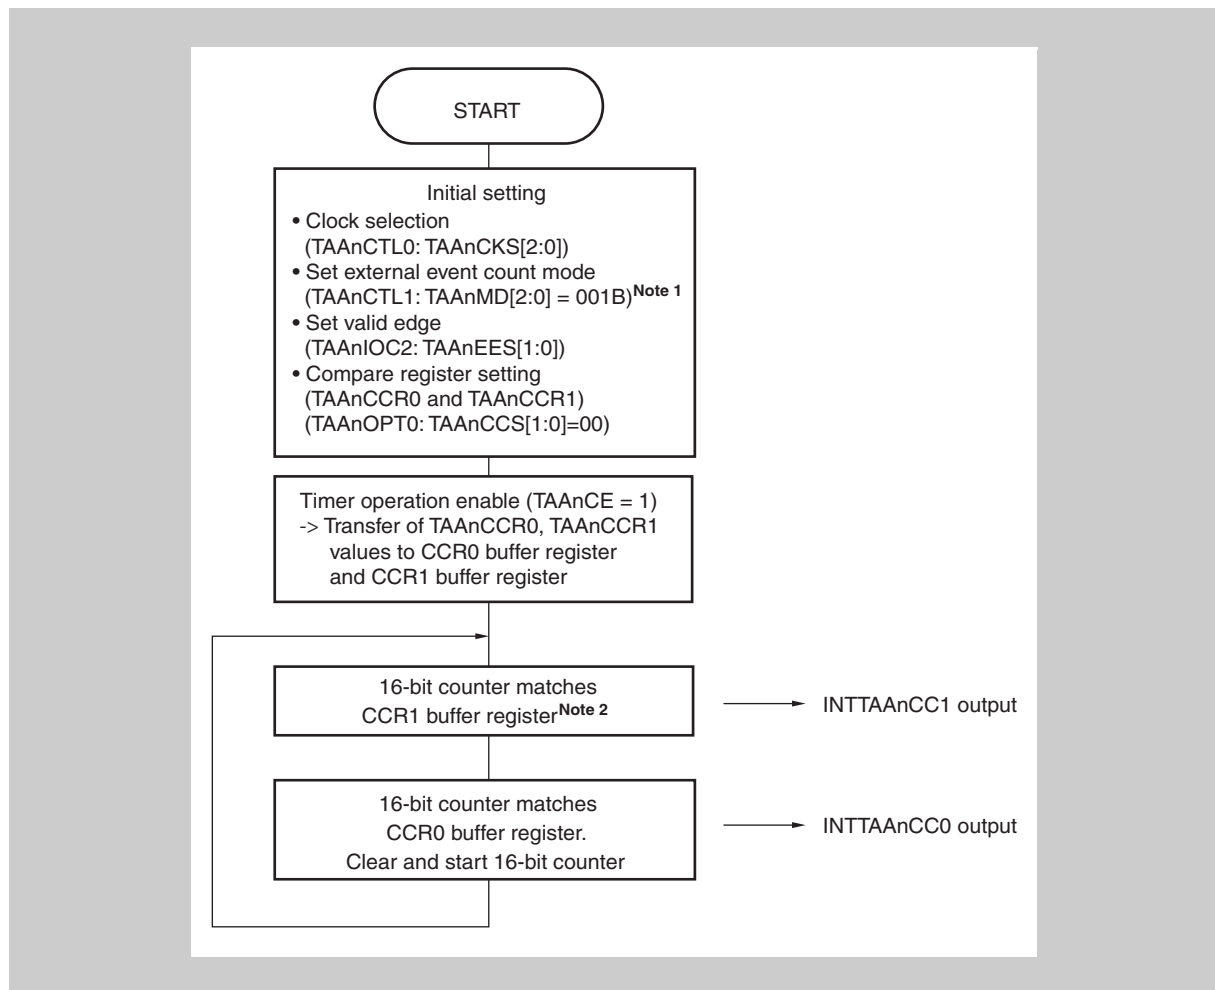 START
Initial setting
• Clock selection
(TAAnCTL0: TAAnCKS[2:0])
• Set external event count mode
(TAAnCTL1: TAAnMD[2:0] = 001B)Note 1
• Set valid edge
(TAAnIOC2: TAAnEES[1:0])
• Compare register setting
(TAAnCCR0 and TAAnCCR1)
(TAAnOPT0: TAAnCCS[1:0]=00)
Timer operation enable (TAAnCE = 1)
-> Transfer of TAAnCCR0, TAAnCCR1
values to CCR0 buffer register
and CCR1 buffer register
16-bit counter matches
CCR1 buffer registerNote 2
INTTAAnCC1 output
16-bit counter matches
CCR0 buffer register.
Clear and start 16-bit counter
INTTAAnCC0 output